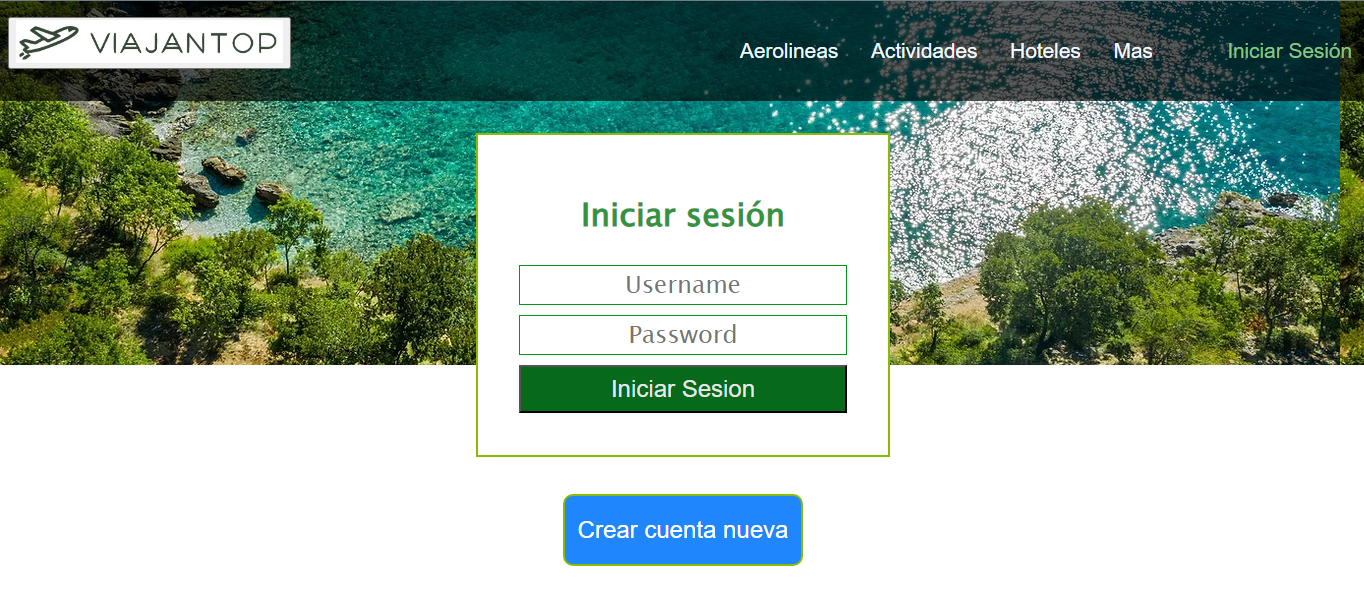 VIAJANTOP
Aerolineas Actividades Hoteles Mas Iniciar Sesión
Iniciar sesión
Username
Password
Iniciar Sesion
Crear cuenta nueva